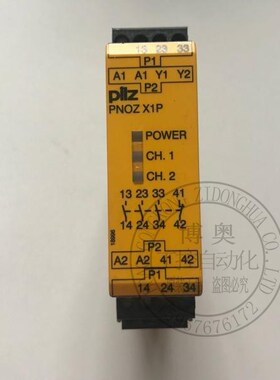 13 23 33
P1
A1 A1 Y1 Y2
P2
pilz
PNOZ X1P
POWER
CH. 1
CH. 2
13 23 33 41
14 24 34 42
P2
A2 A2 41 42
P1
14 24 34
博奥
自动化